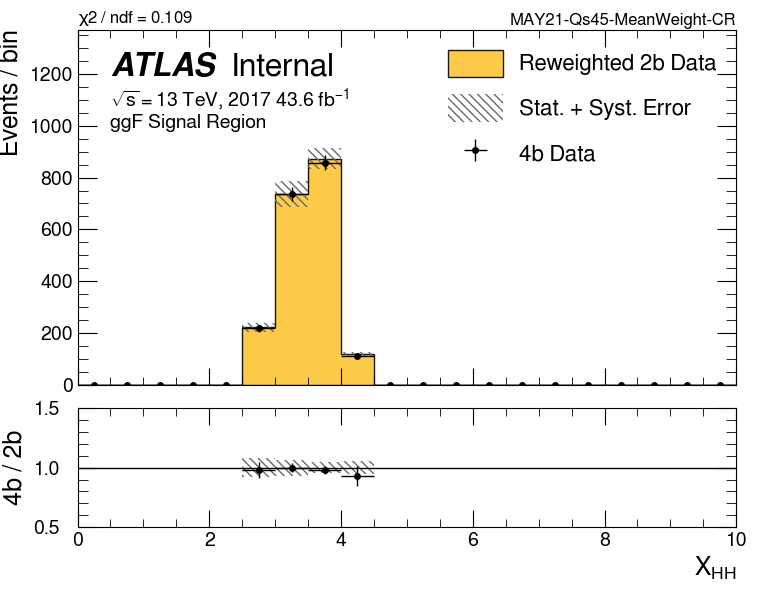 χ2 / ndf = 0.109
MAY21-Qs45-MeanWeight-CR
ATLAS Internal
√s = 13 TeV, 2017 43.6 fb−1
ggF Signal Region
Reweighted 2b Data
Stat. + Syst. Error
4b Data
Events / bin
1200
1000
800
600
400
200
0
4b / 2b
1.5
1.0
0.5
0 2 4 6 8 10
XHH